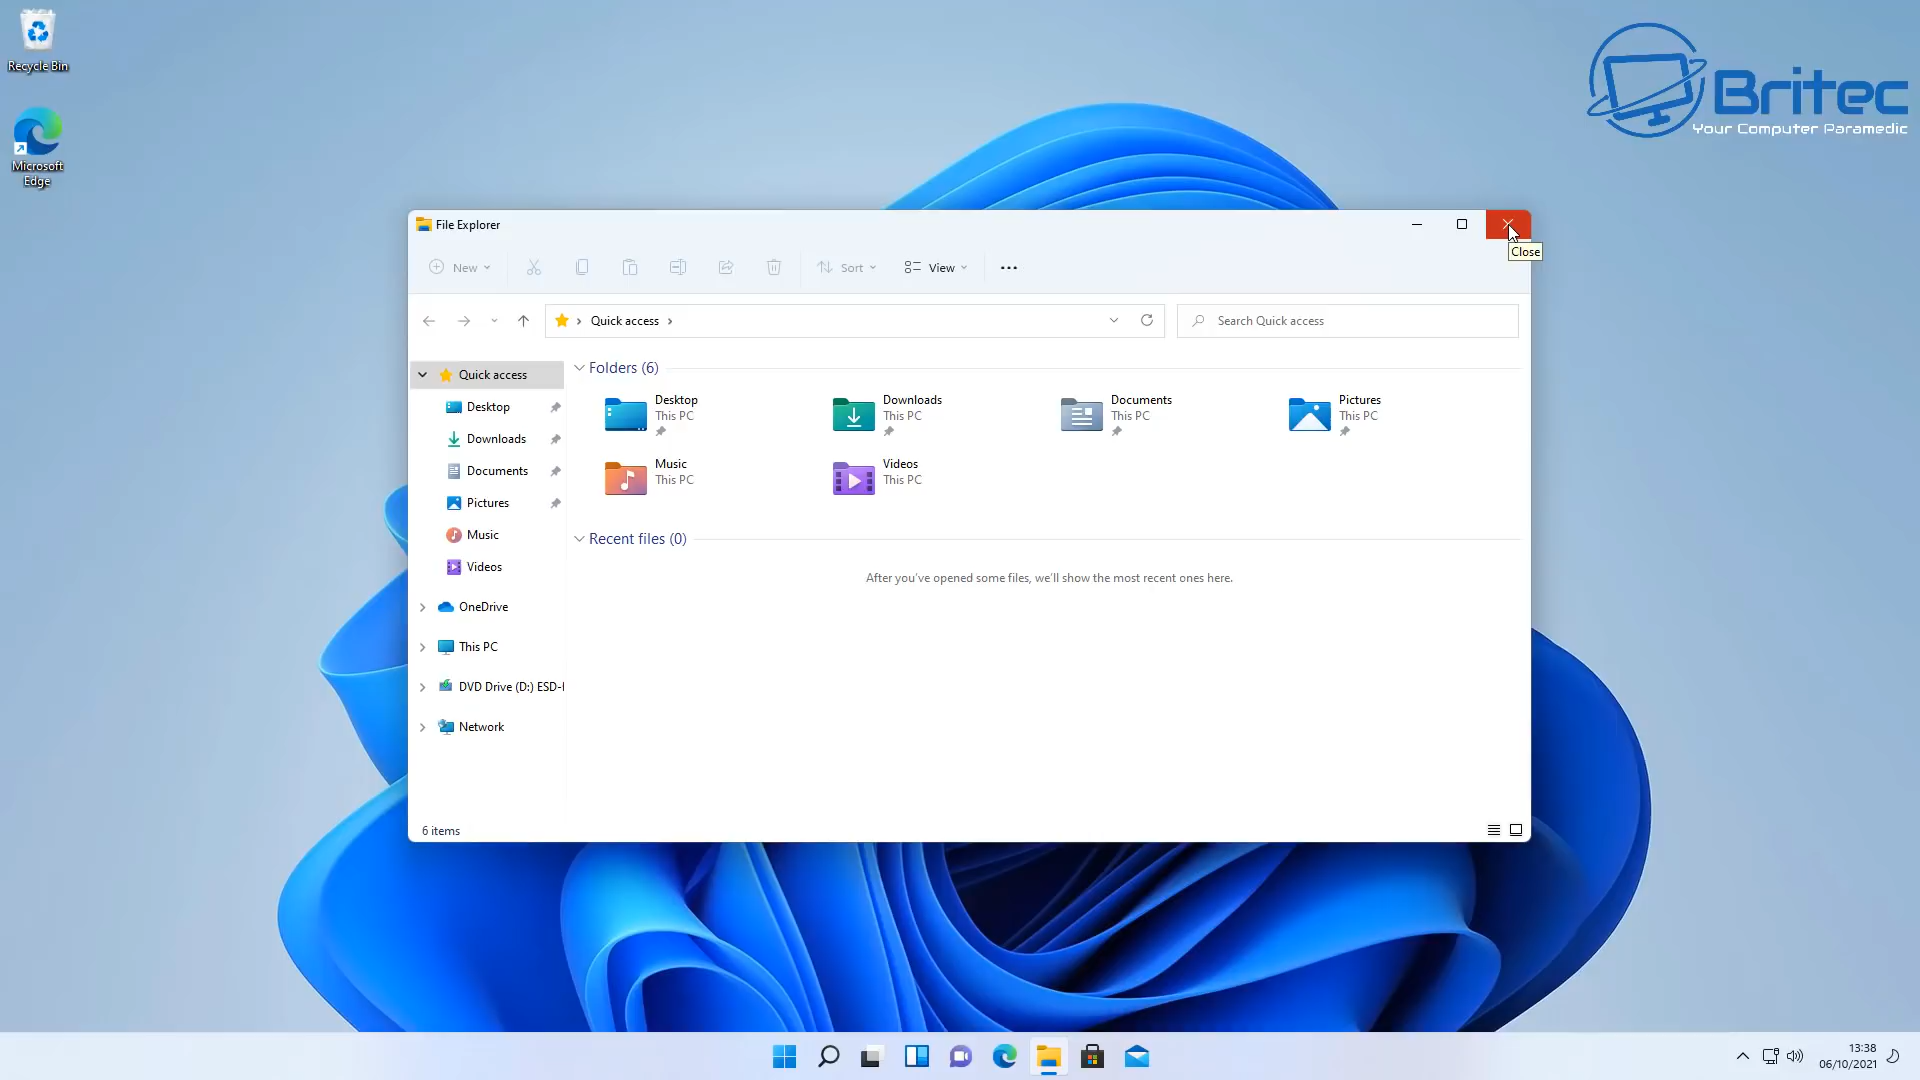 Recycle Bin
Microsoft
Edge
Britec
Your Computer Paramedic
File Explorer
Close
New
Sort
View
Quick access
Search Quick access
Quick access
Desktop
Downloads
Documents
Pictures
Music
Videos
OneDrive
This PC
DVD Drive (D:) ESD-I
Network
Folders (6)
Desktop
This PC
Downloads
This PC
Documents
This PC
Pictures
This PC
Music
This PC
Videos
This PC
Recent files (0)
After you've opened some files, we'll show the most recent ones here.
6 items
13:38
06/10/2021